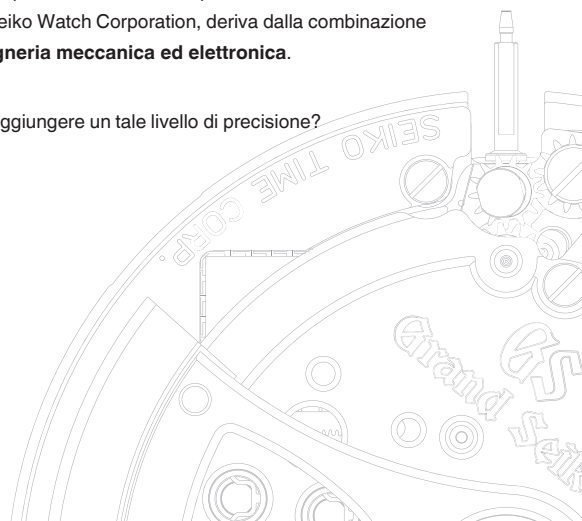 eiko Watch Corporation, deriva dalla combinazione
gneria meccanica ed elettronica.
ggiungere un tale livello di precisione?
SEIKO TIME CORP.
GS
Grand Seik